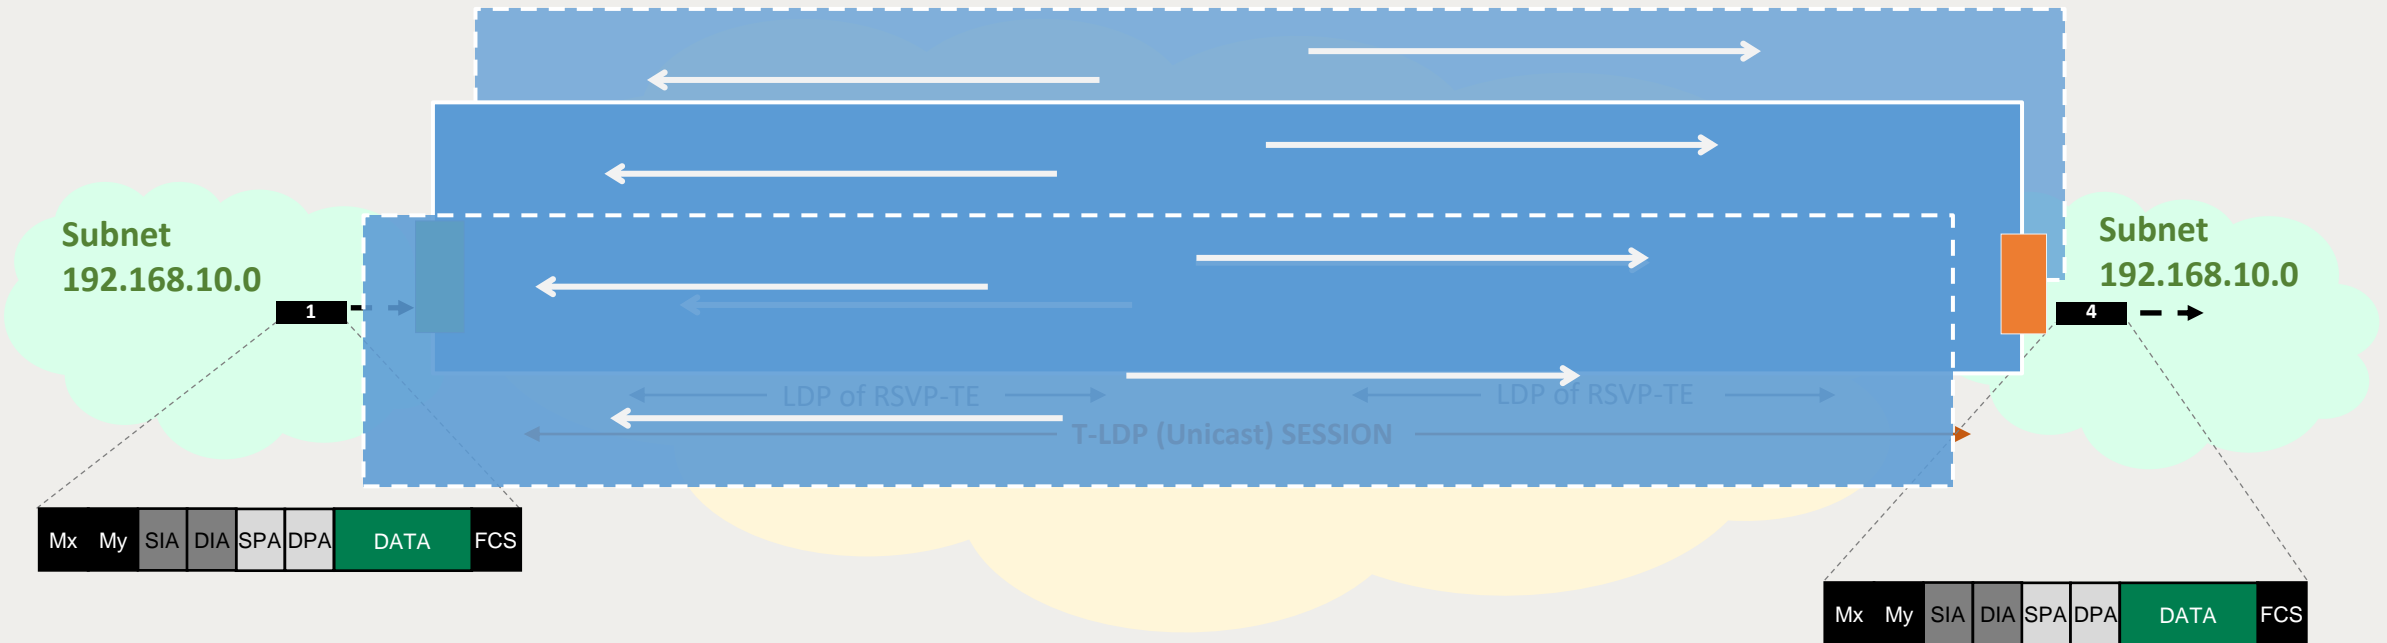 Subnet
192.168.10.0
1
Subnet
192.168.10.0
4
LDP of RSVP-TE
LDP of RSVP-TE
T-LDP (Unicast) SESSION
Mx My SIA DIA SPA DPA DATA FCS
Mx My SIA DIA SPA DPA DATA FCS